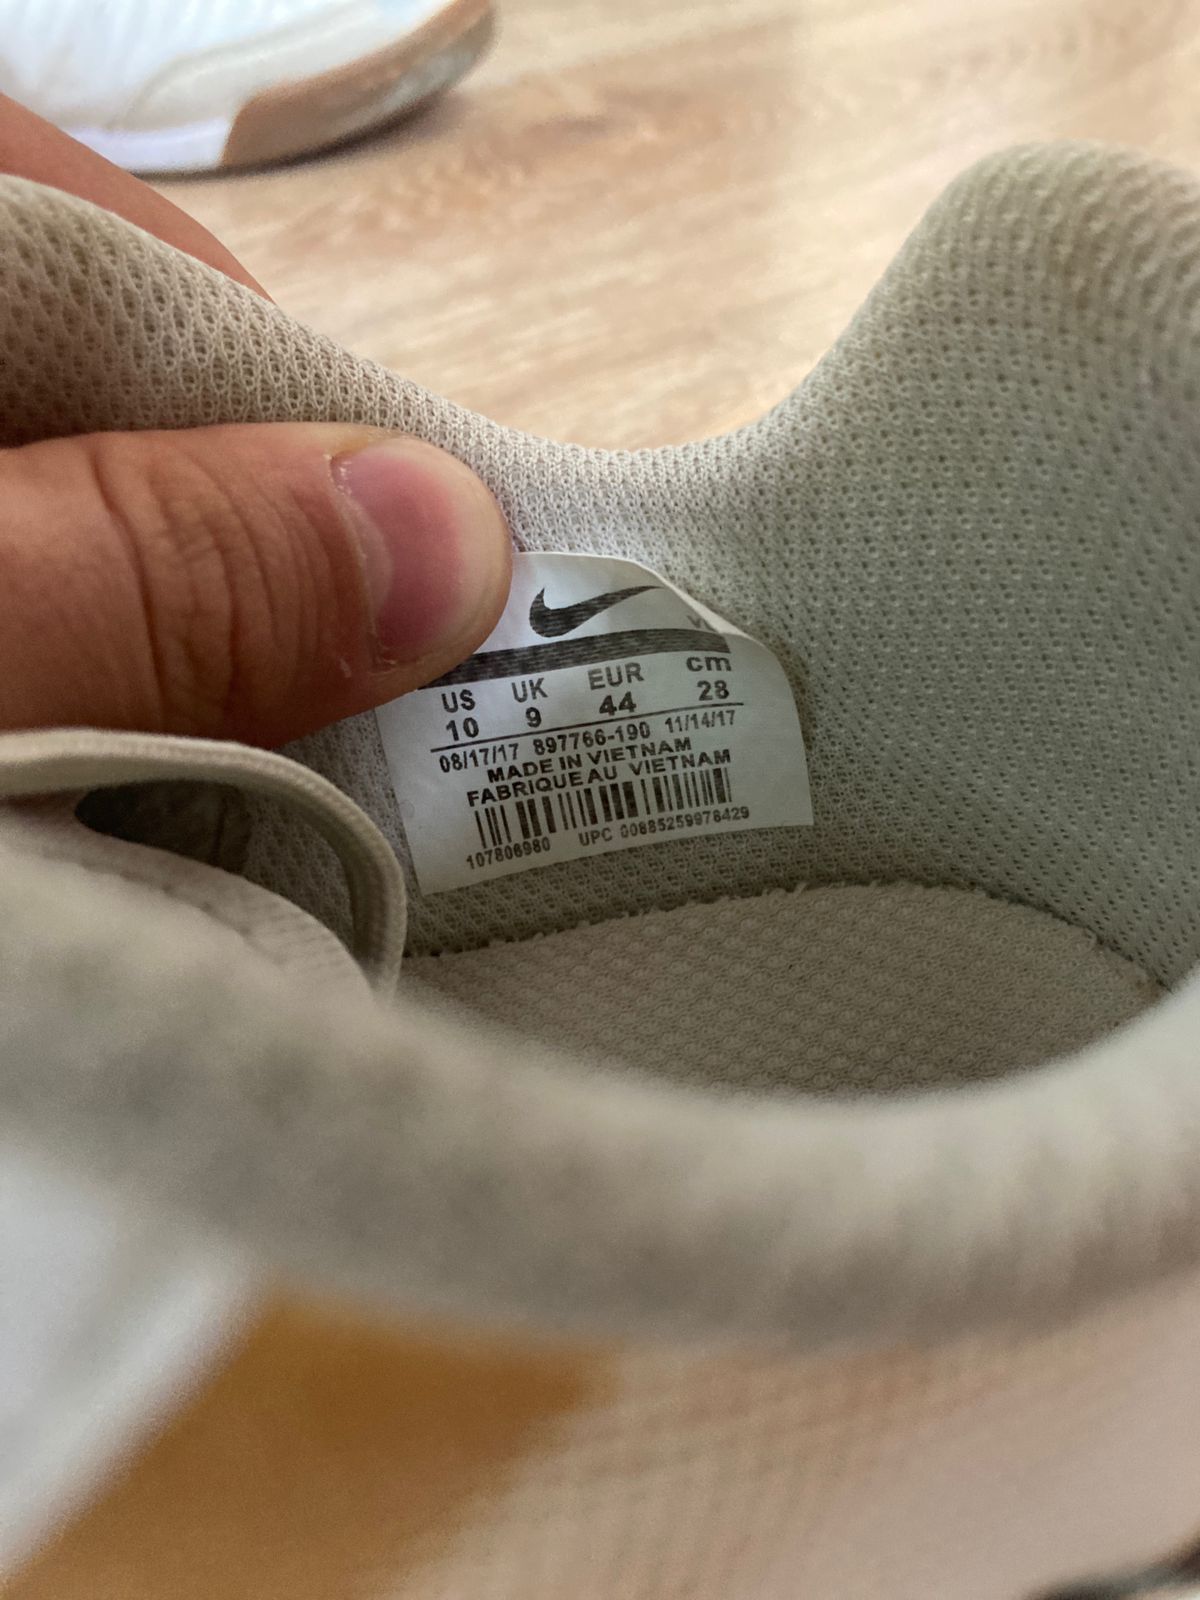 US UK EUR cm
10 9 44 28
08/17/17 897766-190 11/14/17
MADE IN VIETNAM
FABRIQUE AU VIETNAM
107806980 UPC 00885259976429